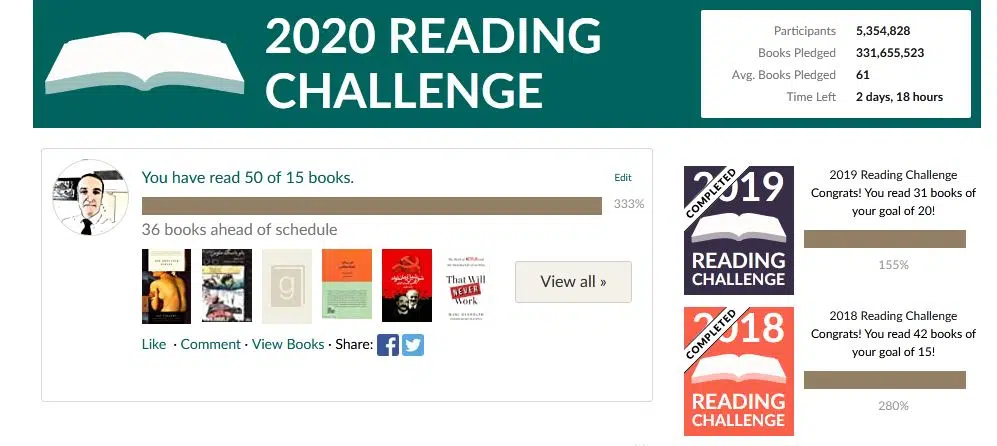 2020 READING
CHALLENGE
Participants 5,354,828
Books Pledged 331,655,523
Avg. Books Pledged 61
Time Left 2 days, 18 hours
You have read 50 of 15 books.
Edit
333%
36 books ahead of schedule
g
That Will
NEVER
Work
View all »
Like · Comment · View Books · Share:
COMPLETED
2019
READING
CHALLENGE
2019 Reading Challenge
Congrats! You read 31 books of
your goal of 20!
155%
COMPLETED
2018
READING
CHALLENGE
2018 Reading Challenge
Congrats! You read 42 books of
your goal of 15!
280%